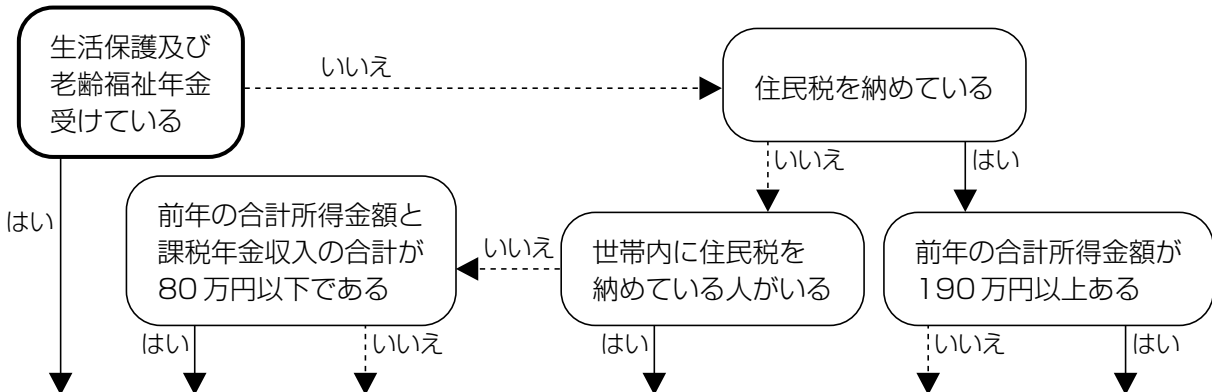 生活保護及び
老齢福祉年金
受けている
いいえ
住民税を納めている
いいえ
はい
はい
前年の合計所得金額と
課税年金収入の合計が
80万円以下である
いいえ
世帯内に住民税を
納めている人がいる
前年の合計所得金額が
190万円以上ある
はい
いいえ
はい
いいえ
はい